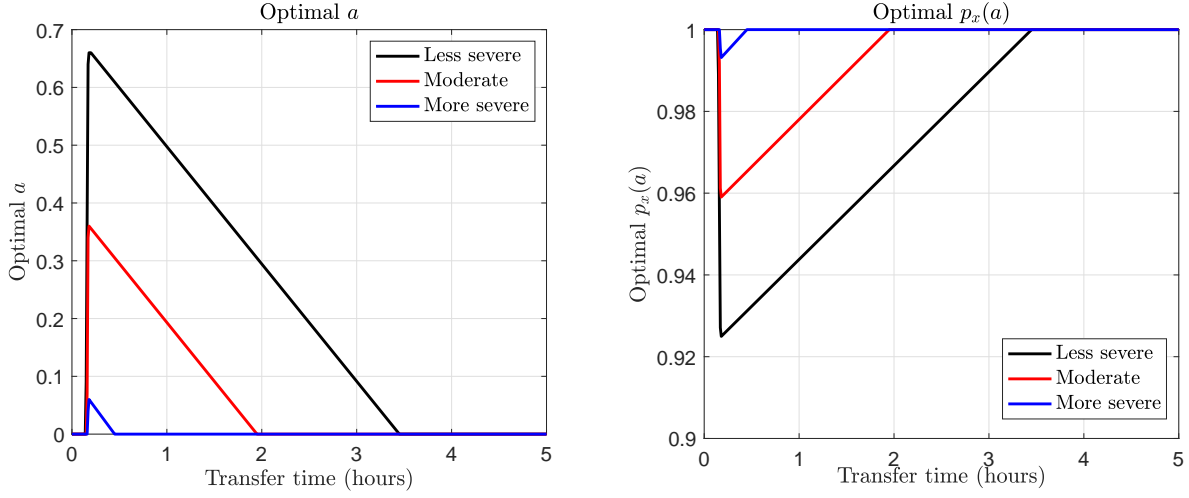 Optimal a
0.7
0.6
0.5
0.4
0.3
0.2
0.1
0
Optimal a
Less severe
Moderate
More severe
0 1 2 3 4 5
Transfer time (hours)
Optimal pₓ(a)
1
0.98
0.96
0.94
0.92
0.9
Optimal pₓ(a)
Less severe
Moderate
More severe
0 1 2 3 4 5
Transfer time (hours)